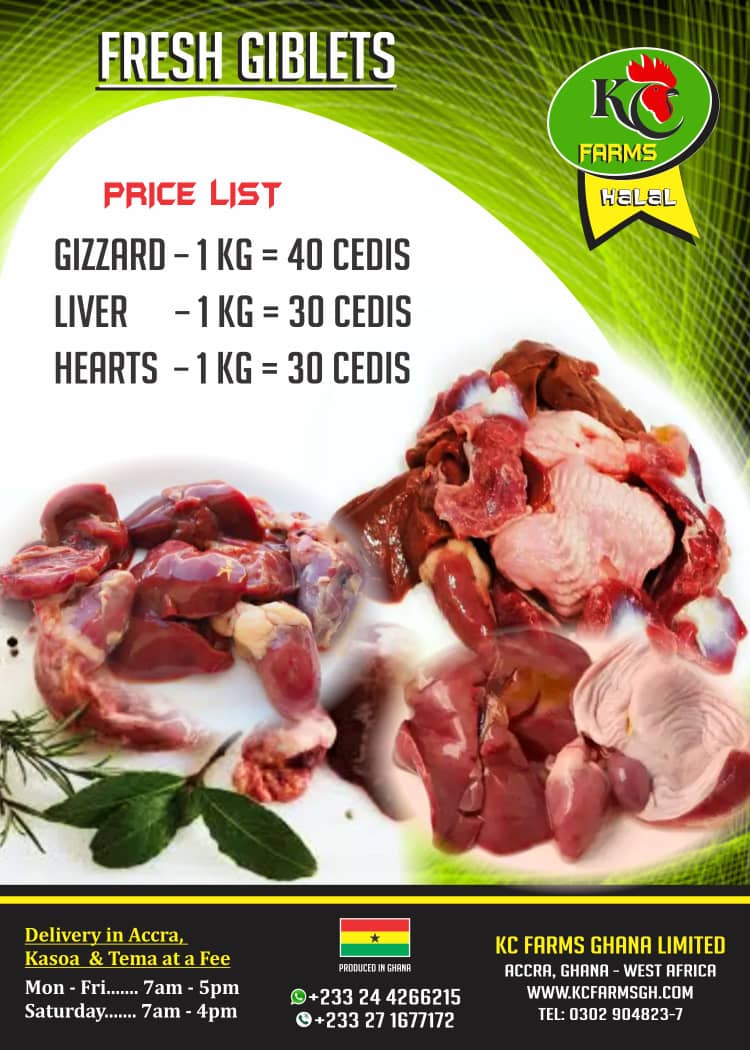 FRESH GIBLETS
KC
FARMS
HALAL
PRICE LIST
GIZZARD – 1 KG = 40 CEDIS
LIVER – 1 KG = 30 CEDIS
HEARTS – 1 KG = 30 CEDIS
Delivery in Accra,
Kasoa & Tema at a Fee
Mon - Fri....... 7am - 5pm
Saturday....... 7am - 4pm
PRODUCED IN GHANA
+233 24 4266215
+233 27 1677172
KC FARMS GHANA LIMITED
ACCRA, GHANA - WEST AFRICA
WWW.KCFARMSGH.COM
TEL: 0302 904823-7